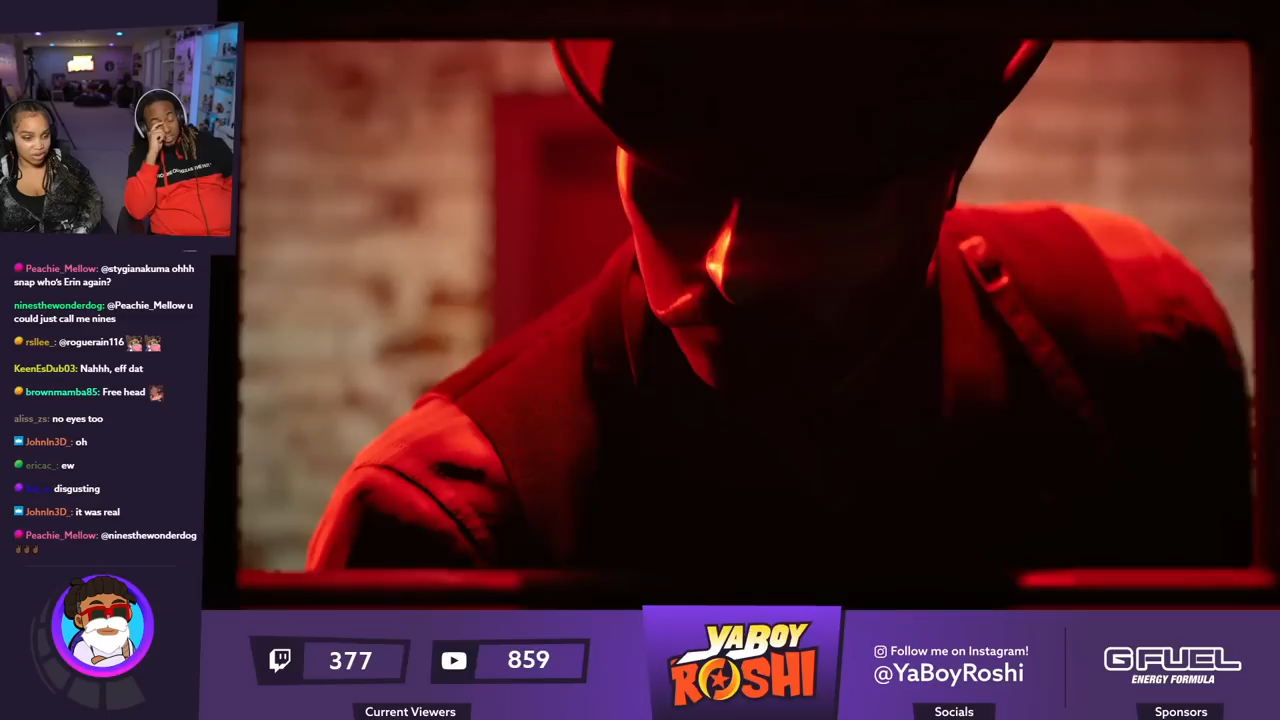 Peachie_Mellow: @stygianakuma ohhh
snap who's Erin again?
ninesthewonderdog: @Peachie_Mellow u
could just call me nines
rsllee_: @roguerain116
KeenEsDub03: Nahhh, eff dat
brownmamba85: Free head
aliss_zs: no eyes too
JohnIn3D_: oh
ericac_: ew
disgusting
JohnIn3D_: it was real
Peachie_Mellow: @ninesthewonderdog
377
859
Current Viewers
YABOY
ROSHI
Follow me on Instagram!
@YaBoyRoshi
Socials
G FUEL
ENERGY FORMULA
Sponsors